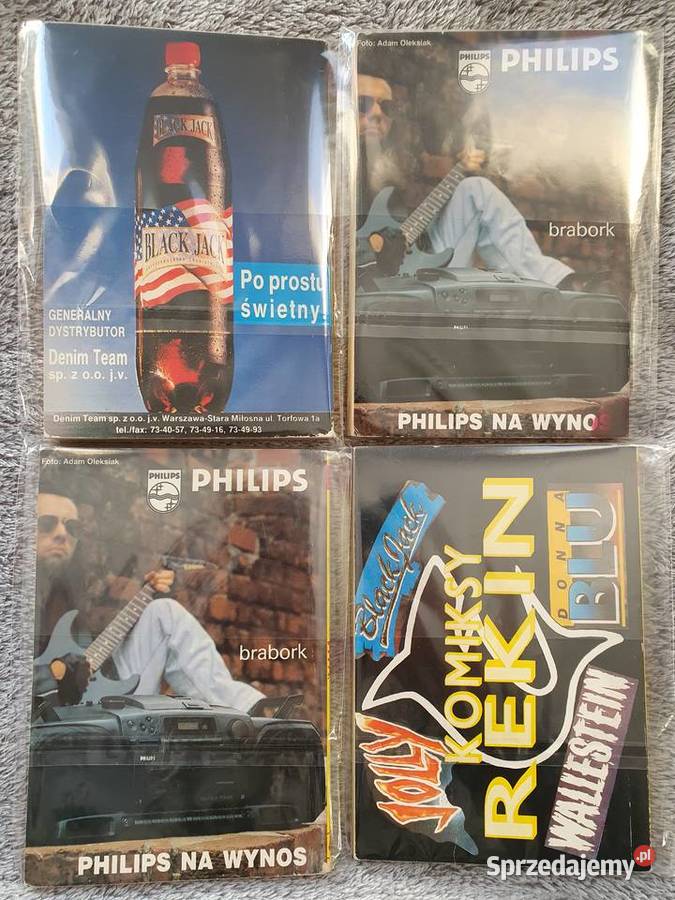 BLACK JACK
BLACK JACK
Po prostu
świetny!
GENERALNY
DYSTRYBUTOR
Denim Team
sp. z o.o. j.v.
Denim Team sp. z o.o. j.v. Warszawa-Stara Miłosna ul. Torfowa 1a
tel./fax: 73-40-57, 73-49-16, 73-49-93
Foto: Adam Oleksiak
PHILIPS
PHILIPS
brabork
PHILIPS
PHILIPS NA WYNOS
Foto: Adam Oleksiak
PHILIPS
PHILIPS
brabork
PHILIPS NA WYNOS
Black Jack
KOMIKSY
REKIN
DONNA
BLU
JOLLY
WALLESTEIN
Sprzedajemy.pl